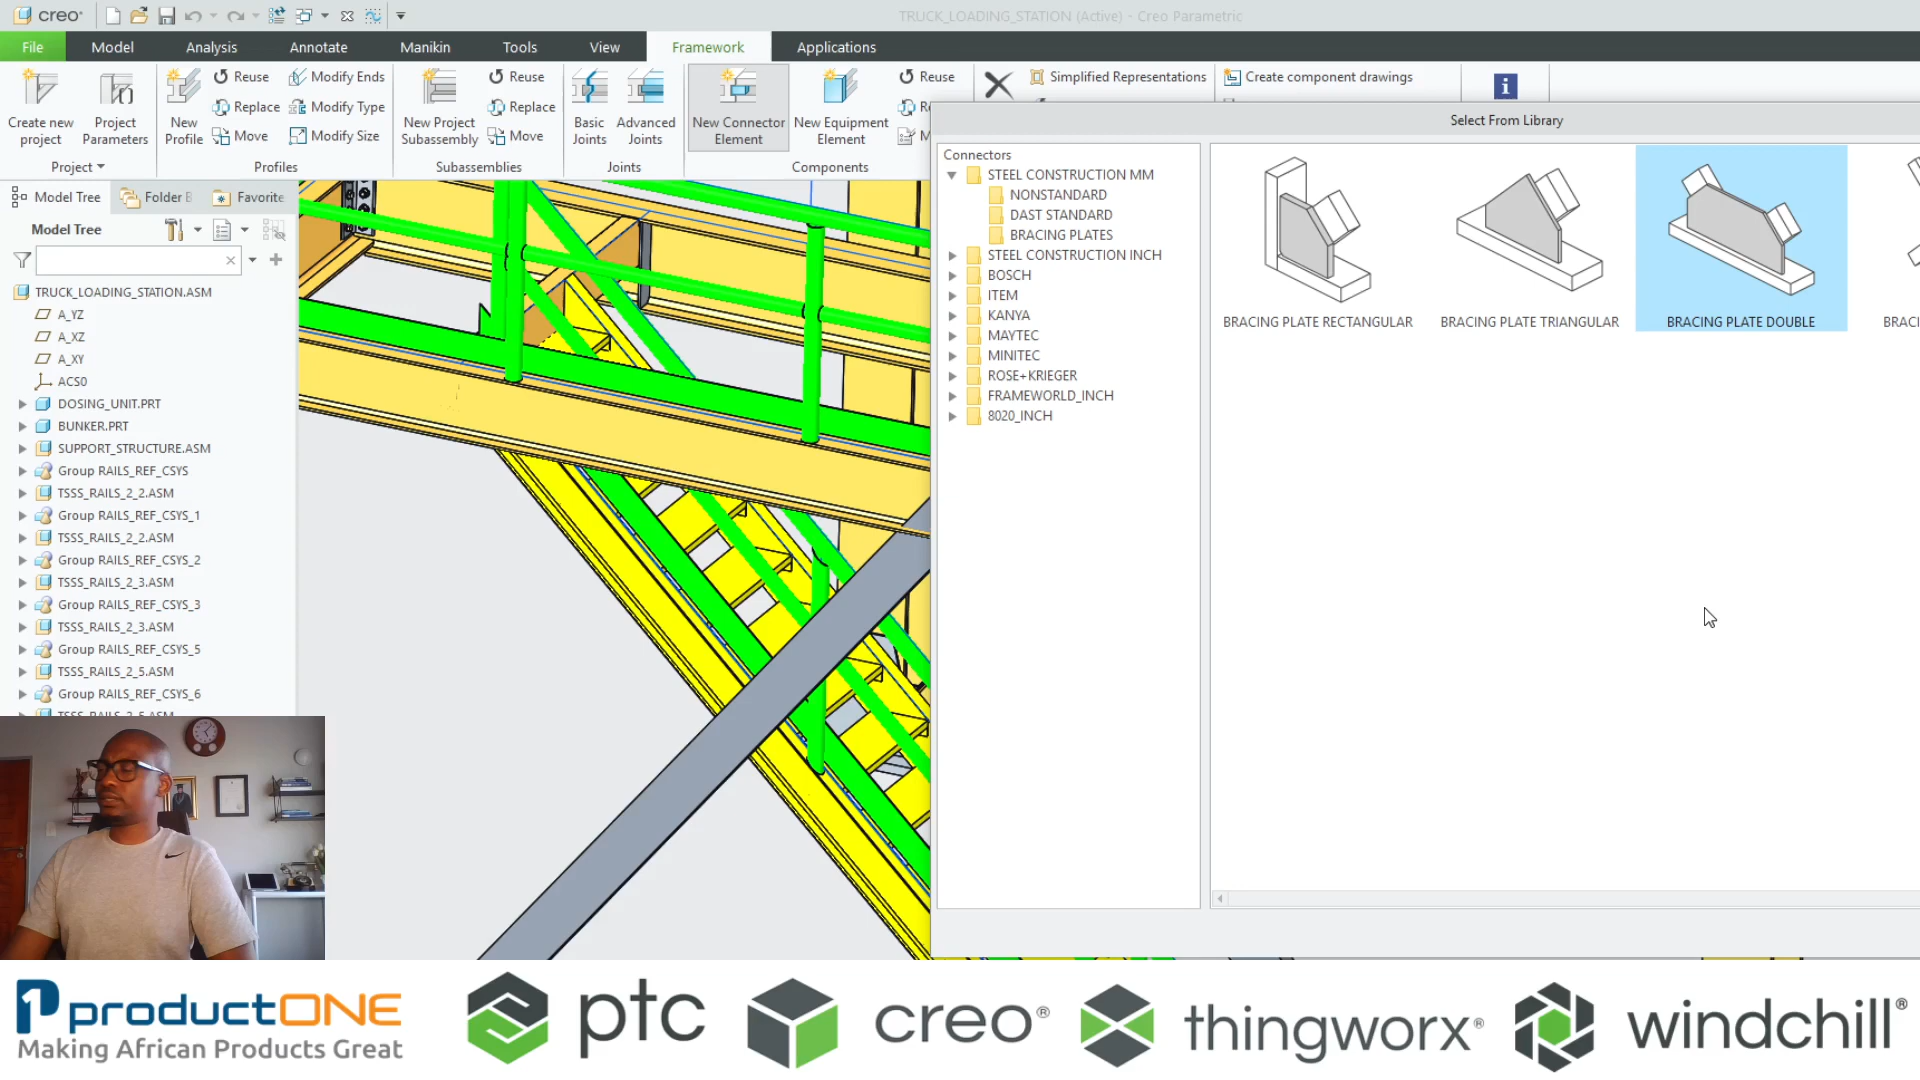 creo®
TRUCK_LOADING_STATION (Active) - Creo Parametric
File
Model
Analysis
Annotate
Manikin
Tools
View
Framework
Applications
Create new project
Project Parameters
Project
New Profile
Reuse
Replace
Move
Modify Ends
Modify Type
Modify Size
Profiles
New Project Subassembly
Reuse
Replace
Move
Subassemblies
Basic Joints
Advanced Joints
Joints
New Connector Element
New Equipment Element
Reuse
Components
Simplified Representations
Create component drawings
Model Tree
Folder
Favorite
Model Tree
TRUCK_LOADING_STATION.ASM
A_YZ
A_XZ
A_XY
ACS0
DOSING_UNIT.PRT
BUNKER.PRT
SUPPORT_STRUCTURE.ASM
Group RAILS_REF_CSYS
TSSS_RAILS_2_2.ASM
Group RAILS_REF_CSYS_1
TSSS_RAILS_2_2.ASM
Group RAILS_REF_CSYS_2
TSSS_RAILS_2_3.ASM
Group RAILS_REF_CSYS_3
TSSS_RAILS_2_3.ASM
Group RAILS_REF_CSYS_5
TSSS_RAILS_2_5.ASM
Group RAILS_REF_CSYS_6
TSSS_RAILS_2_5.ASM
Select From Library
Connectors
STEEL CONSTRUCTION MM
NONSTANDARD
DAST STANDARD
BRACING PLATES
STEEL CONSTRUCTION INCH
BOSCH
ITEM
KANYA
MAYTEC
MINITEC
ROSE+KRIEGER
FRAMEWORLD_INCH
8020_INCH
BRACING PLATE RECTANGULAR
BRACING PLATE TRIANGULAR
BRACING PLATE DOUBLE
productONE
Making African Products Great
ptc
creo®
thingworx®
windchill®